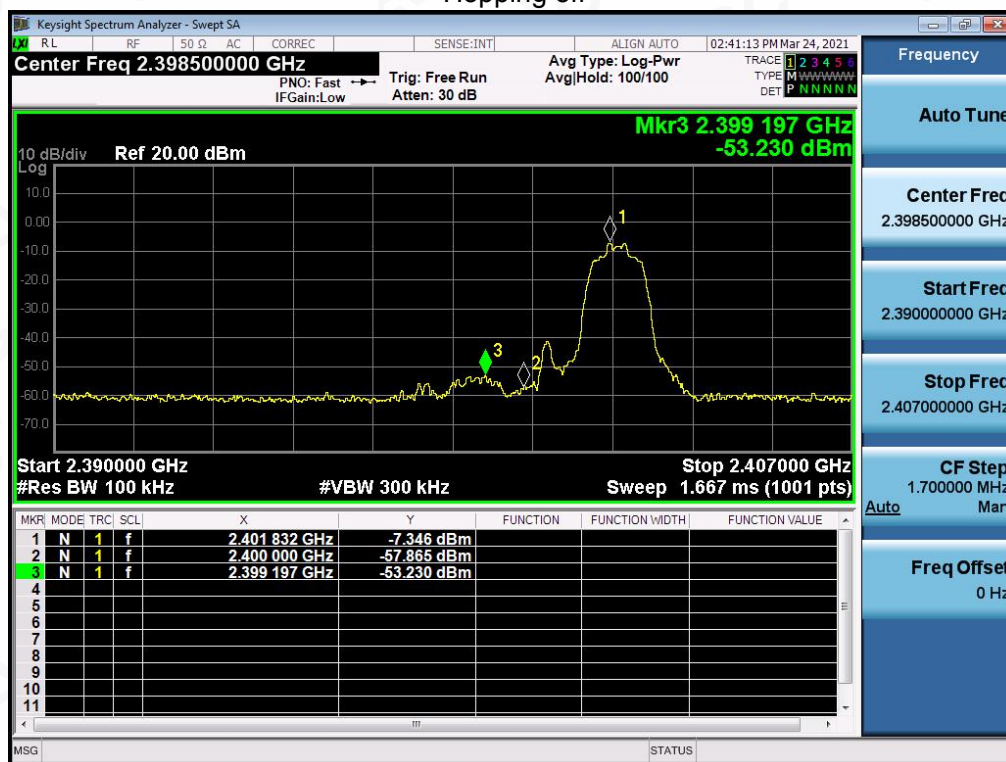 Hopping off
Keysight Spectrum Analyzer - Swept SA
LXI RL RF 50 Ω AC CORREC SENSE:INT ALIGN AUTO 02:41:13 PM Mar 24, 2021
Center Freq 2.398500000 GHz
PNO: Fast
IFGain:Low
Trig: Free Run
Atten: 30 dB
Avg Type: Log-Pwr
Avg|Hold: 100/100
TRACE 1 2 3 4 5 6
TYPE M WWWWW
DET P N N N N N
Mkr3 2.399 197 GHz
-53.230 dBm
10 dB/div Ref 20.00 dBm
Log
10.0
0.00
-10.0
-20.0
-30.0
-40.0
-50.0
-60.0
-70.0
1
2
3
Start 2.390000 GHz Stop 2.407000 GHz
#Res BW 100 kHz #VBW 300 kHz Sweep 1.667 ms (1001 pts)
MKR MODE TRC SCL X Y FUNCTION FUNCTION WIDTH FUNCTION VALUE
1 N 1 f 2.401 832 GHz -7.346 dBm
2 N 1 f 2.400 000 GHz -57.865 dBm
3 N 1 f 2.399 197 GHz -53.230 dBm
4
5
6
7
8
9
10
11
MSG STATUS
Frequency
Auto Tune
Center Freq
2.398500000 GHz
Start Freq
2.390000000 GHz
Stop Freq
2.407000000 GHz
CF Step
1.700000 MHz
Auto Man
Freq Offset
0 Hz